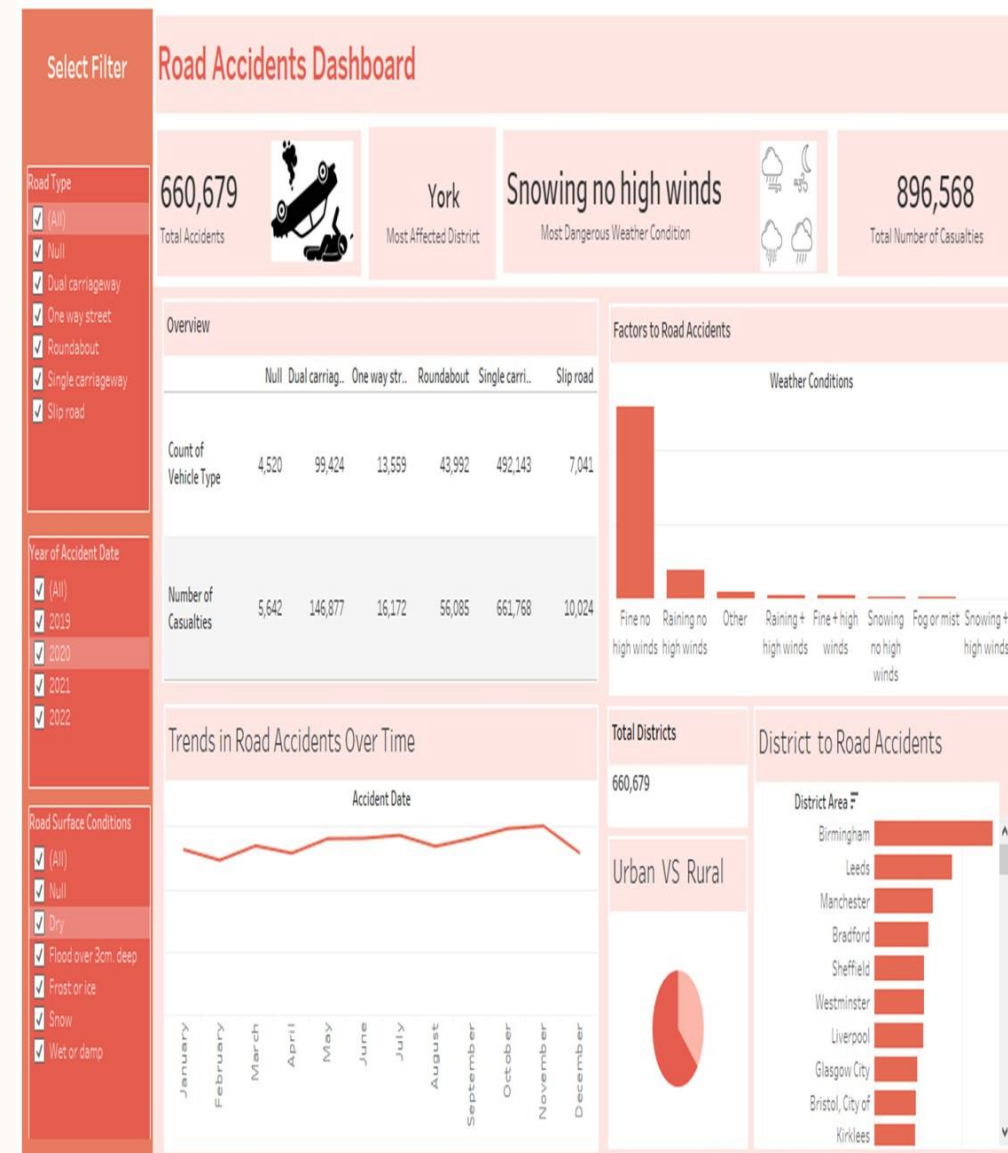 Select Filter
Road Accidents Dashboard
Road Type
(All)
Null
Dual carriageway
One way street
Roundabout
Single carriageway
Slip road
Year of Accident Date
(All)
2019
2020
2021
2022
Road Surface Conditions
(All)
Null
Dry
Flood over 3cm. deep
Frost or ice
Snow
Wet or damp
660,679
Total Accidents
York
Most Affected District
Snowing no high winds
Most Dangerous Weather Condition
896,568
Total Number of Casualties
Overview
Null Dual carriag.. One way str.. Roundabout Single carri.. Slip road
Count of
Vehicle Type
4,520 99,424 13,559 43,992 492,143 7,041
Number of
Casualties
5,642 146,877 16,172 56,085 661,768 10,024
Factors to Road Accidents
Weather Conditions
Fine no
high winds
Raining no
high winds
Other
Raining +
high winds
Fine + high
winds
Snowing
no high
winds
Fog or mist
Snowing +
high winds
Trends in Road Accidents Over Time
Accident Date
January
February
March
April
May
June
July
August
September
October
November
December
Total Districts
660,679
Urban VS Rural
District to Road Accidents
District Area
Birmingham
Leeds
Manchester
Bradford
Sheffield
Westminster
Liverpool
Glasgow City
Bristol, City of
Kirklees